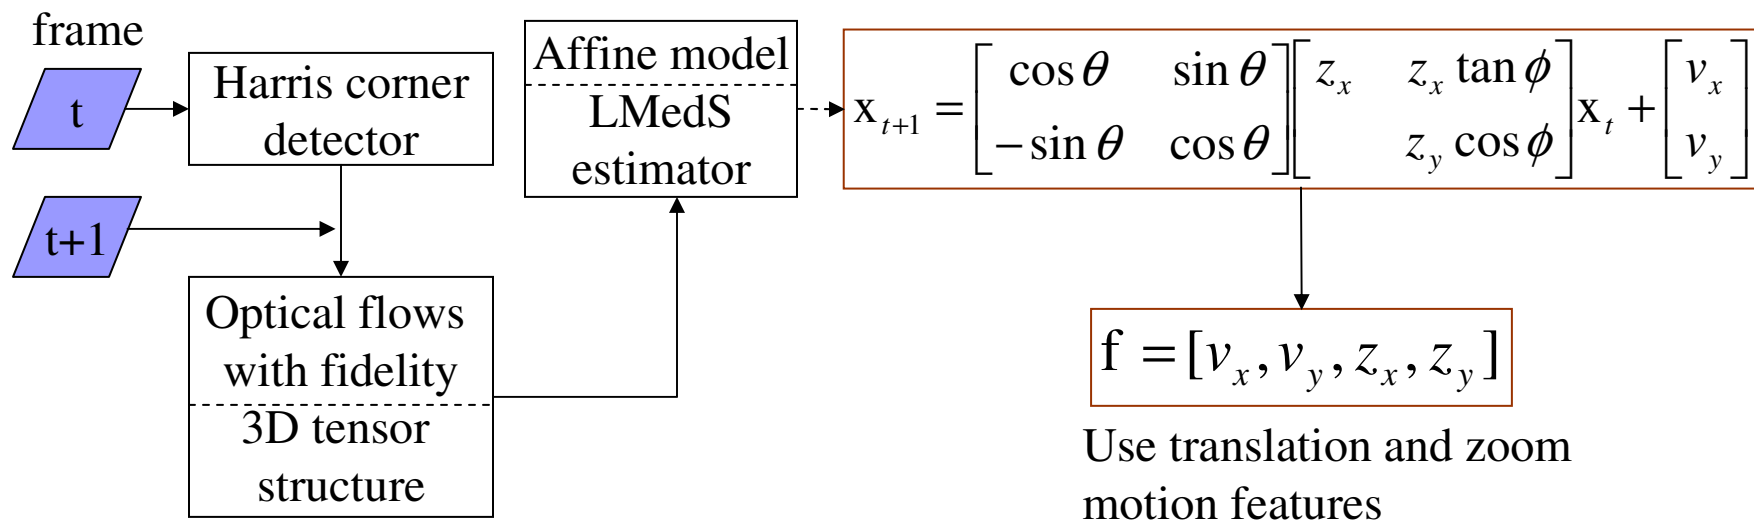 frame
t
Harris corner
detector
t+1
Optical flows
with fidelity
3D tensor
structure
Affine model
LMedS
estimator
x_{t+1} = [cos θ sin θ; −sin θ cos θ] [z_x z_x tan ϕ; z_y cos ϕ] x_t + [v_x; v_y]
f = [v_x, v_y, z_x, z_y]
Use translation and zoom
motion features